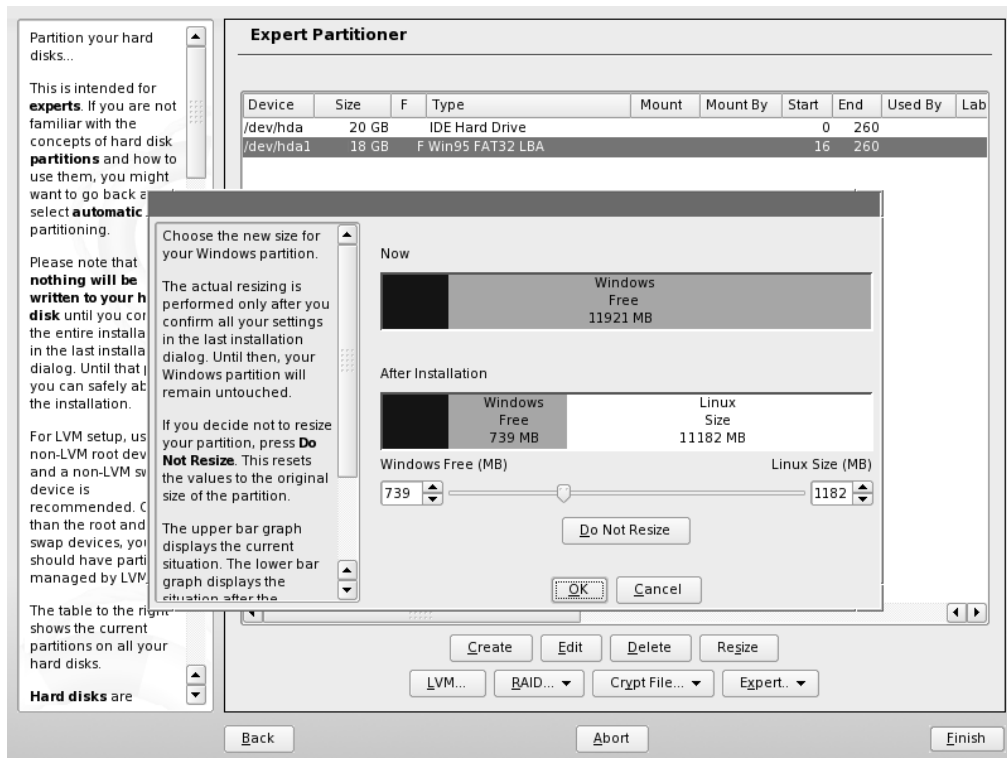 Partition your hard
disks...
This is intended for
experts. If you are not
familiar with the
concepts of hard disk
partitions and how to
use them, you might
want to go back
select automatic
partitioning.
Please note that
nothing will be
written to your h
disk until you co
the entire installa
in the last installa
dialog. Until that
you can safely ab
the installation.
For LVM setup, us
non-LVM root dev
and a non-LVM sw
device is
recommended.
than the root and
swap devices, you
should have parti
managed by LVM
The table to the right
shows the current
partitions on all your
hard disks.
Hard disks are
Expert Partitioner
Device Size F Type Mount Mount By Start End Used By Lab
/dev/hda 20 GB IDE Hard Drive 0 260
/dev/hda1 18 GB F Win95 FAT32 LBA 16 260
Choose the new size for
your Windows partition.
The actual resizing is
performed only after you
confirm all your settings
in the last installation
dialog. Until then, your
Windows partition will
remain untouched.
If you decide not to resize
your partition, press Do
Not Resize. This resets
the values to the original
size of the partition.
The upper bar graph
displays the current
situation. The lower bar
graph displays the
situation after the
Now
Windows
Free
11921 MB
After Installation
Windows
Free
739 MB
Linux
Size
11182 MB
Windows Free (MB)
Linux Size (MB)
739
1182
Do Not Resize
OK
Cancel
Create
Edit
Delete
Resize
LVM...
RAID...
Crypt File...
Expert..
Back
Abort
Finish